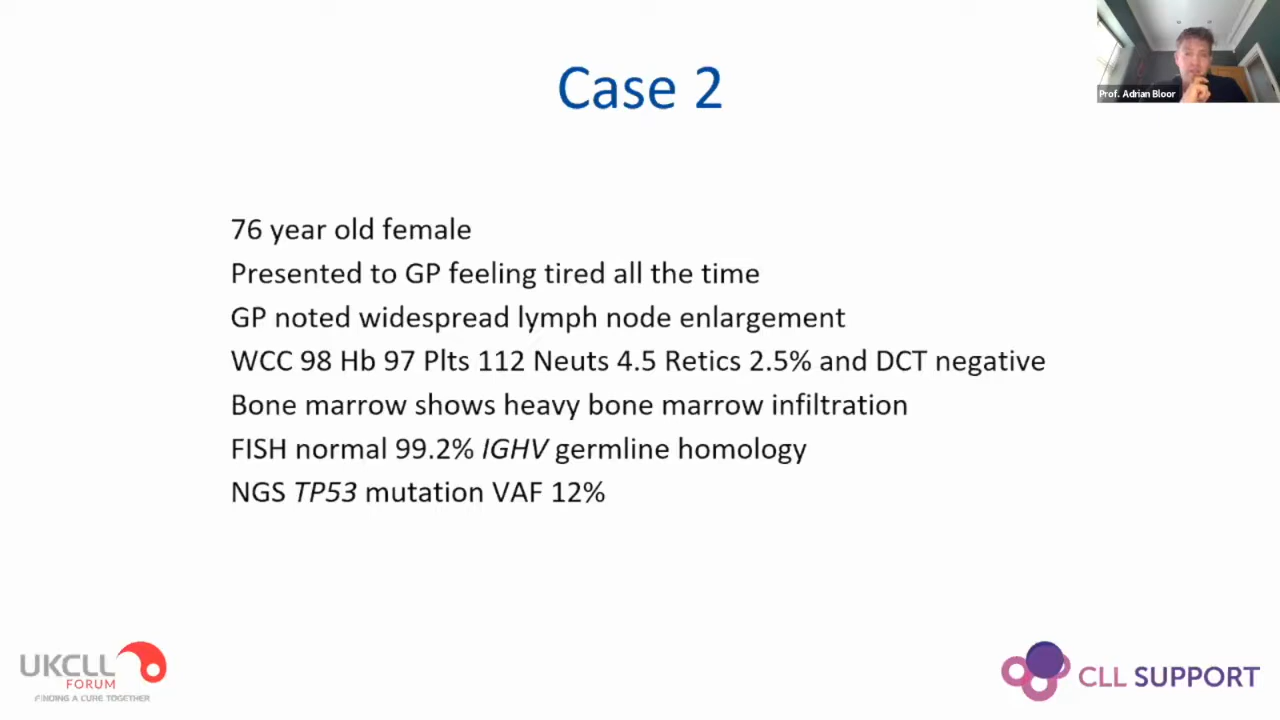 Case 2
Prof. Adrian Bloor
76 year old female
Presented to GP feeling tired all the time
GP noted widespread lymph node enlargement
WCC 98 Hb 97 Plts 112 Neuts 4.5 Retics 2.5% and DCT negative
Bone marrow shows heavy bone marrow infiltration
FISH normal 99.2% IGHV germline homology
NGS TP53 mutation VAF 12%
UKCLL
FORUM
FINDING A CURE TOGETHER
CLL SUPPORT